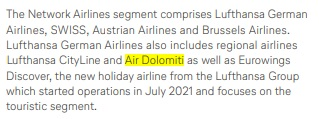 The Network Airlines segment comprises Lufthansa German
Airlines, SWISS, Austrian Airlines and Brussels Airlines.
Lufthansa German Airlines also includes regional airlines
Lufthansa CityLine and Air Dolomiti as well as Eurowings
Discover, the new holiday airline from the Lufthansa Group
which started operations in July 2021 and focuses on the
touristic segment.